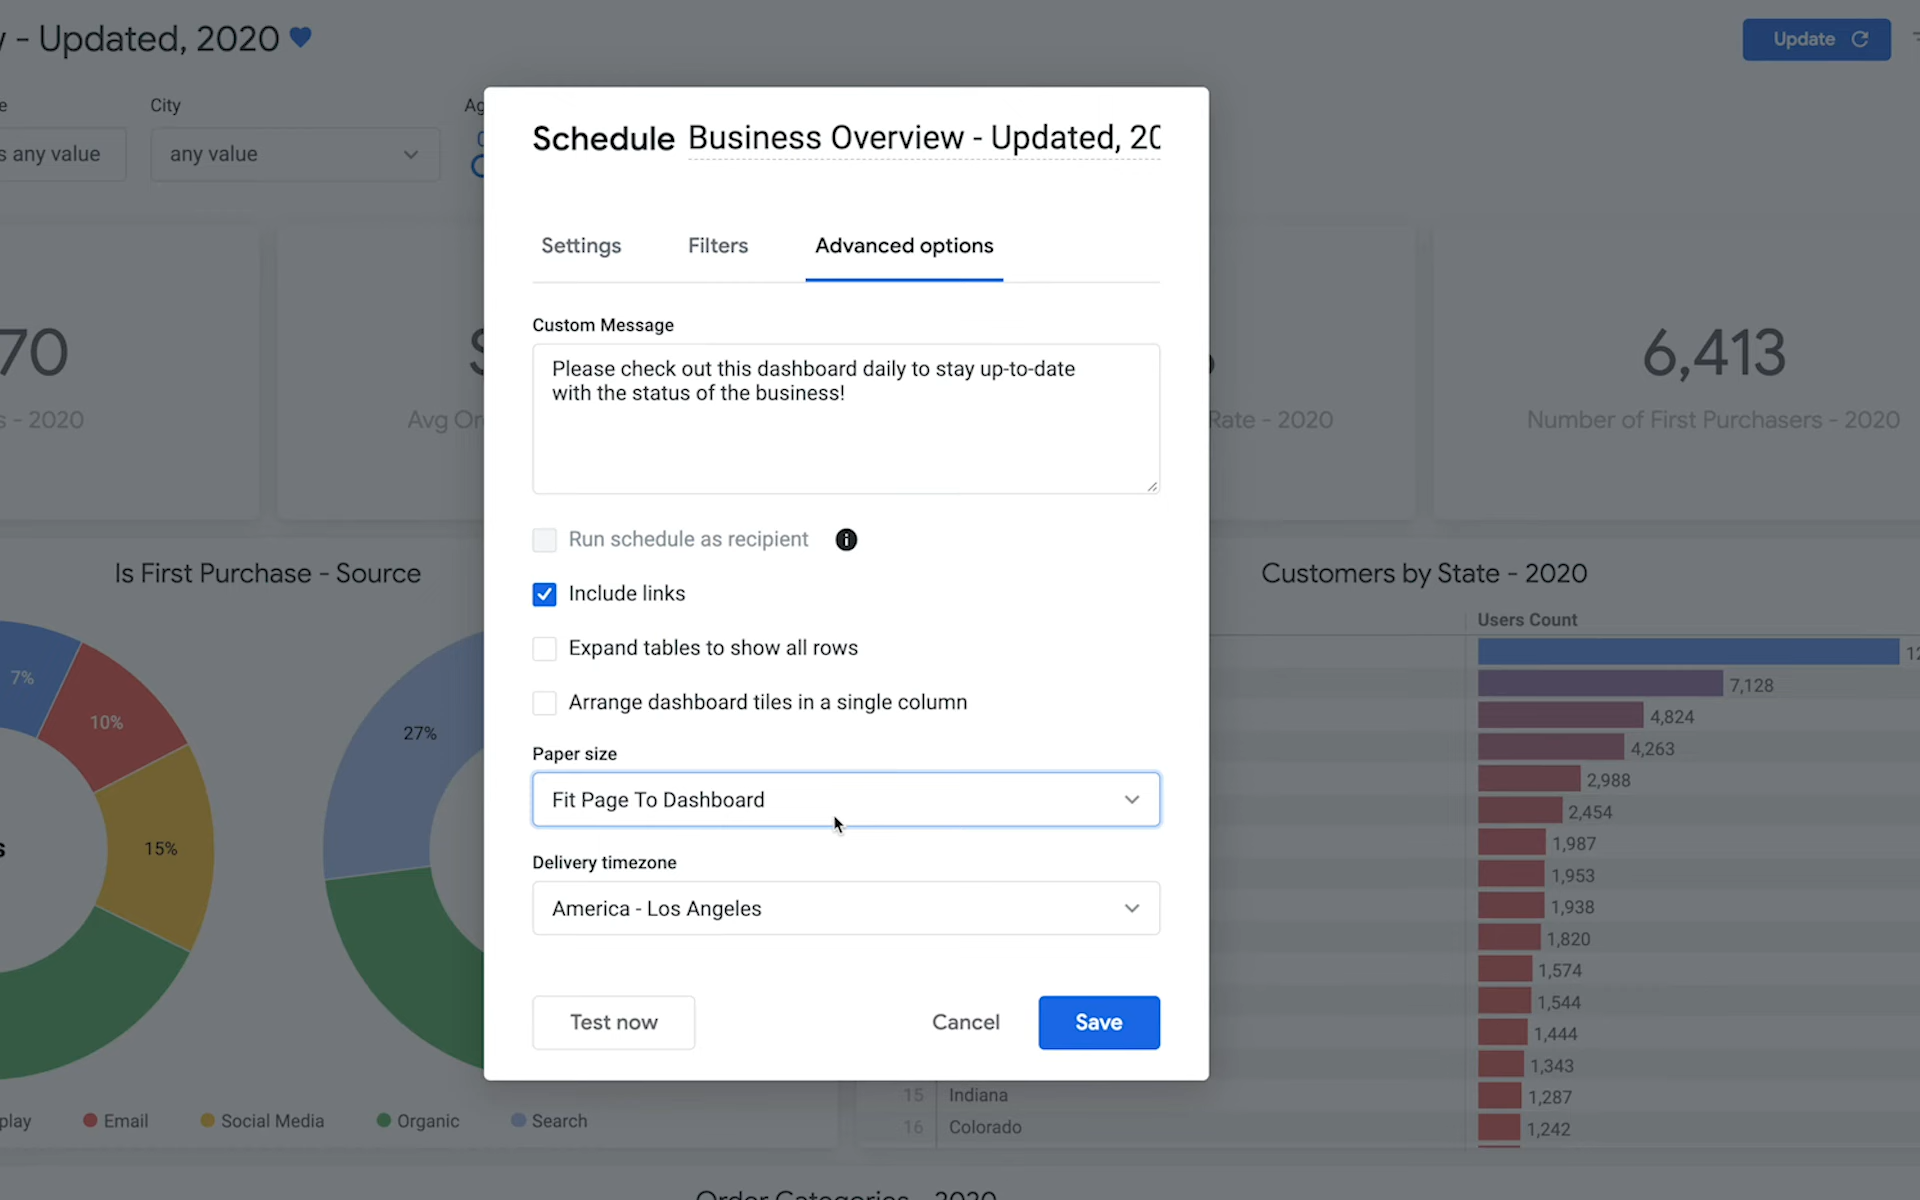 - Updated, 2020
Update
City
s any value
any value
Schedule Business Overview - Updated, 20
Settings
Filters
Advanced options
Custom Message
Please check out this dashboard daily to stay up-to-date
with the status of the business!
Run schedule as recipient
Include links
Expand tables to show all rows
Arrange dashboard tiles in a single column
Paper size
Fit Page To Dashboard
Delivery timezone
America - Los Angeles
Test now
Cancel
Save
70
s - 2020
Avg Or
Rate - 2020
6,413
Number of First Purchasers - 2020
Is First Purchase - Source
7%
10%
15%
27%
play
Email
Social Media
Organic
Search
Customers by State - 2020
Users Count
12
7,128
4,824
4,263
2,988
2,454
1,987
1,953
1,938
1,820
1,574
1,544
1,444
1,343
15 Indiana 1,287
16 Colorado 1,242
Order Categories - 2020